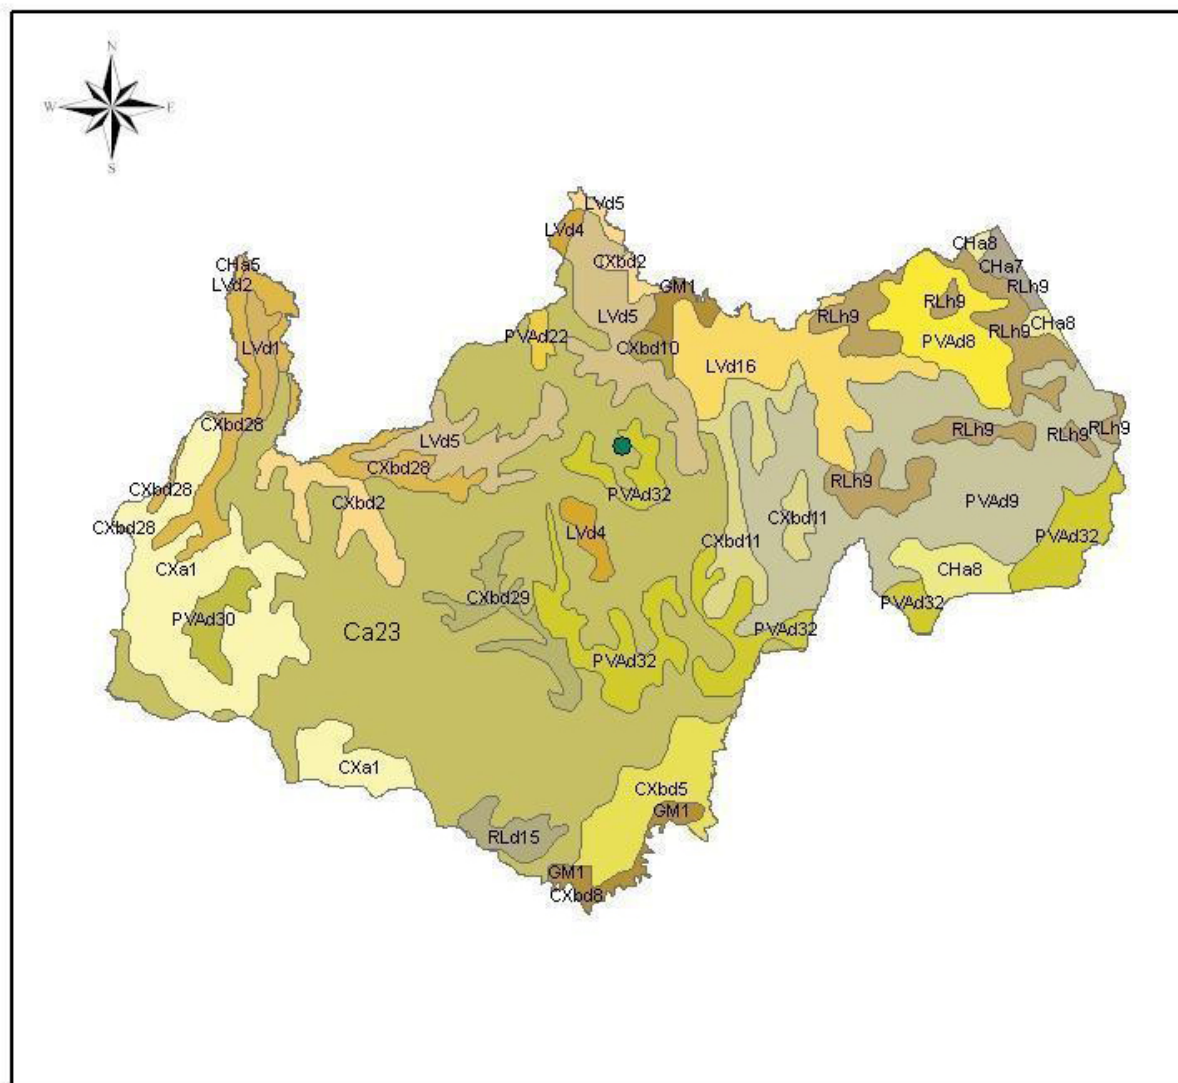 N
W
E
S
LVd5
LVd4
CHa8
CXbd2
CHa5
CHa7
LVd2
GM1
RLh9
RLh9
RLh9
LVd5
RLh9
CHa8
PVAd22
PVAd8
LVd1
CXbd10
LVd16
CXbd28
RLh9
RLh9
RLh9
LVd5
CXbd28
RLh9
CXbd28
PVAd32
CXbd2
PVAd9
CXbd11
CXbd28
LVd4
PVAd32
CXbd11
CXa1
CHa8
CXbd29
PVAd32
PVAd30
PVAd32
Ca23
PVAd32
CXa1
CXbd5
GM1
RLd15
GM1
CXbd8